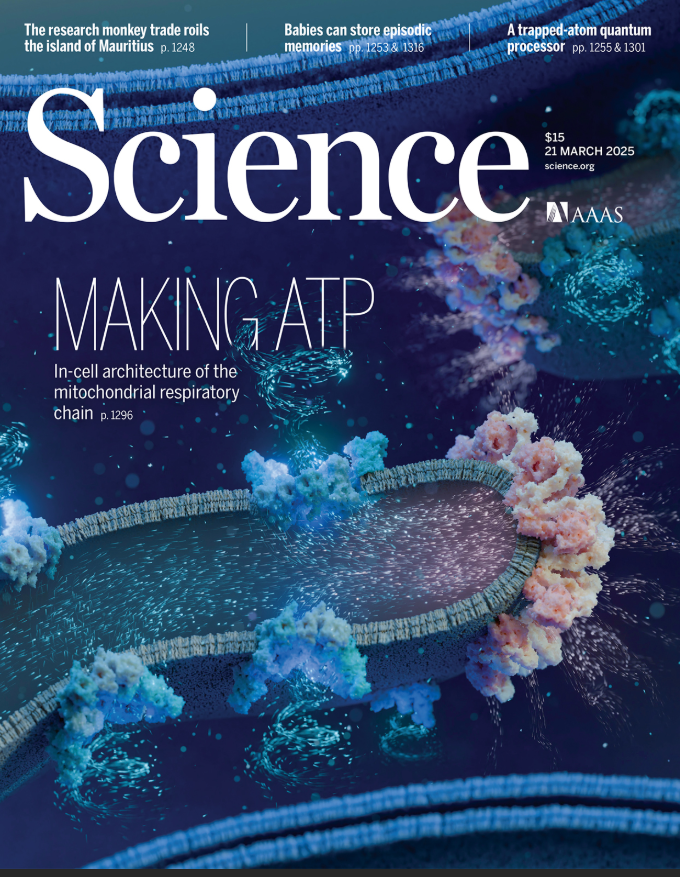 The research monkey trade roils
the island of Mauritius p. 1248
Babies can store episodic
memories pp. 1253 & 1316
A trapped-atom quantum
processor pp. 1255 & 1301
Science
$15
21 MARCH 2025
science.org
AAAS
MAKING ATP
In-cell architecture of the
mitochondrial respiratory
chain p. 1296